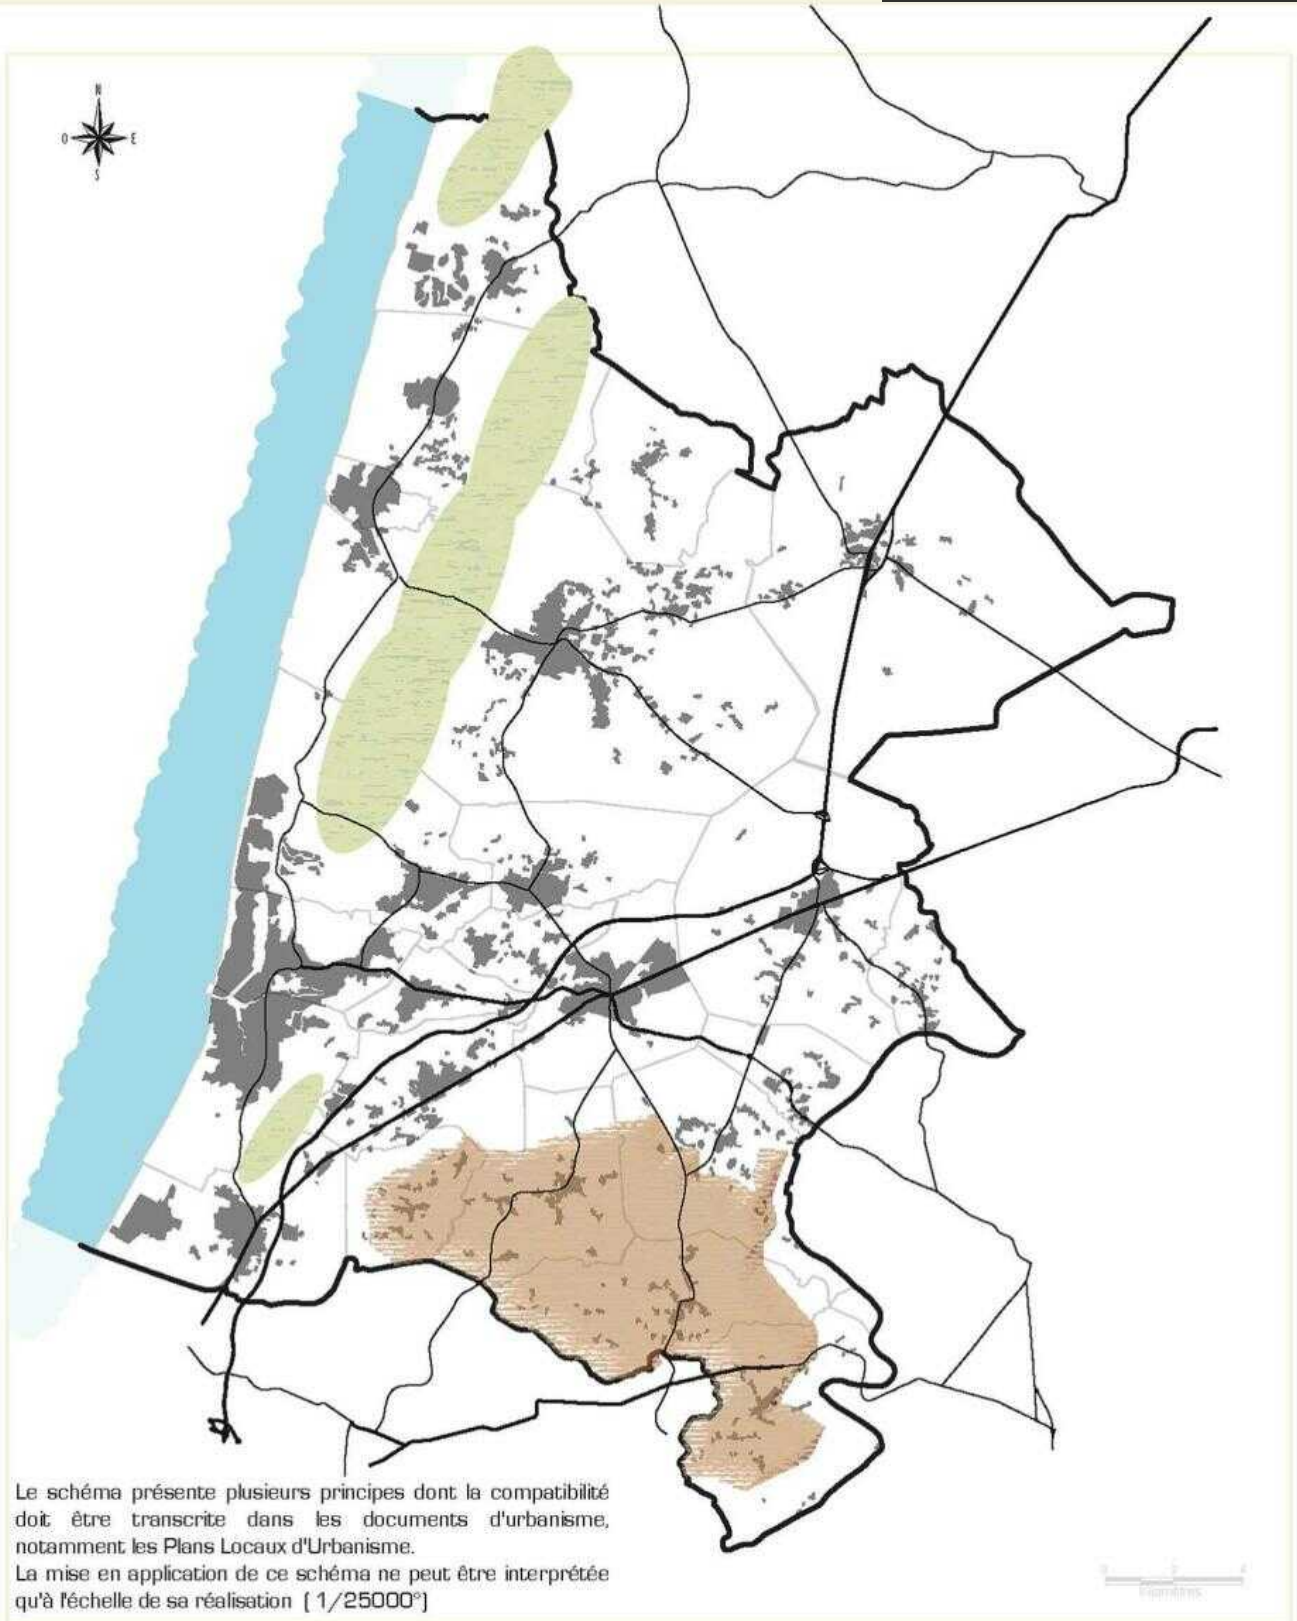 N
O E
S
Le schéma présente plusieurs principes dont la compatibilité
doit être transcrite dans les documents d'urbanisme,
notamment les Plans Locaux d'Urbanisme.
La mise en application de ce schéma ne peut être interprétée
qu'à l'échelle de sa réalisation ( 1/25000°)
Kilomètres